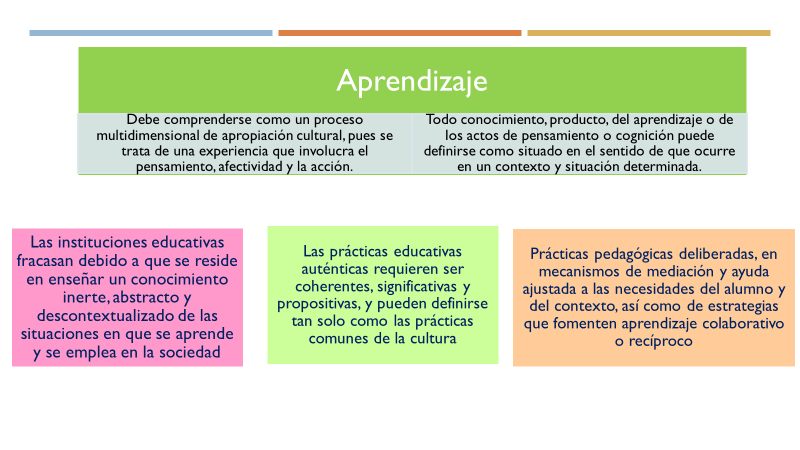 Aprendizaje
Debe comprenderse como un proceso
multidimensional de apropiación cultural, pues se
trata de una experiencia que involucra el
pensamiento, afectividad y la acción.
Todo conocimiento, producto, del aprendizaje o de
los actos de pensamiento o cognición puede
definirse como situado en el sentido de que ocurre
en un contexto y situación determinada.
Las instituciones educativas
fracasan debido a que se reside
en enseñar un conocimiento
inerte, abstracto y
descontextualizado de las
situaciones en que se aprende
y se emplea en la sociedad
Las prácticas educativas
auténticas requieren ser
coherentes, significativas y
propositivas, y pueden definirse
tan solo como las prácticas
comunes de la cultura
Prácticas pedagógicas deliberadas, en
mecanismos de mediación y ayuda
ajustada a las necesidades del alumno y
del contexto, así como de estrategias
que fomenten aprendizaje colaborativo
o recíproco